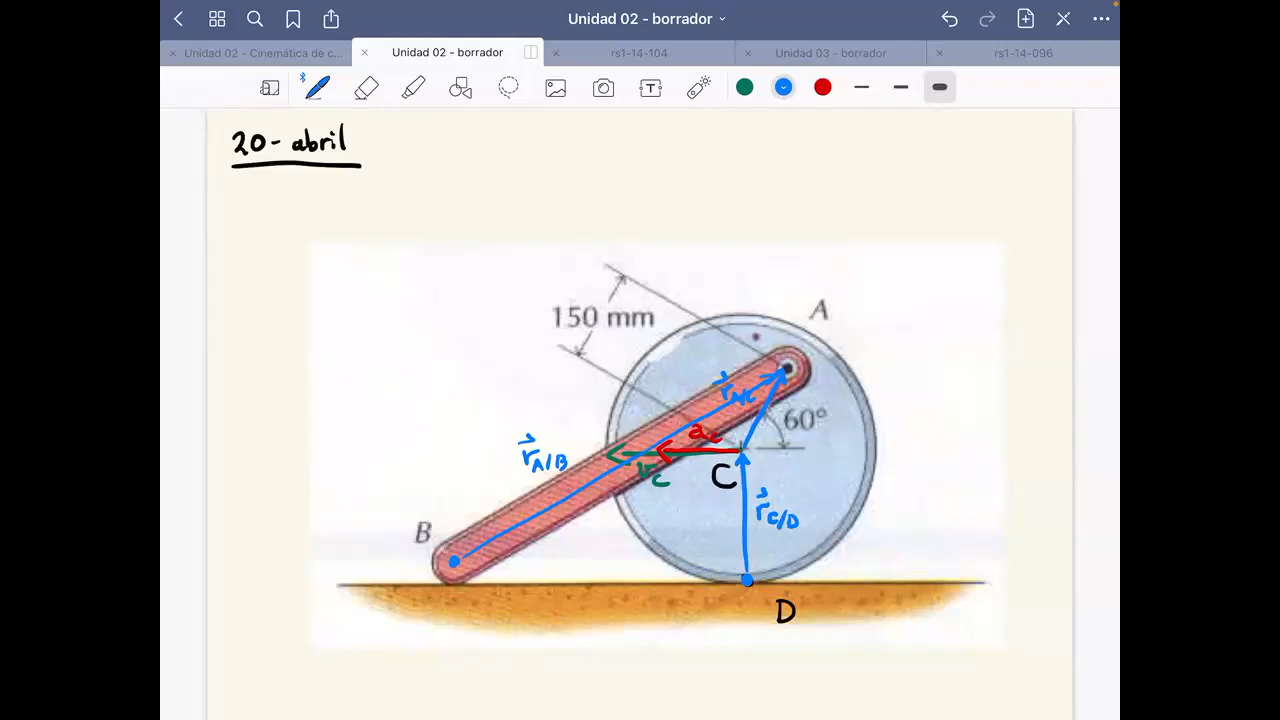 Unidad 02 - borrador
Unidad 02 - Cinemática de c...
Unidad 02 - borrador
rs1-14-104
Unidad 03 - borrador
rs1-14-096
T
20- abril
150 mm
A
r A/C
60°
a c
r A/B
v c
C
r C/D
B
D